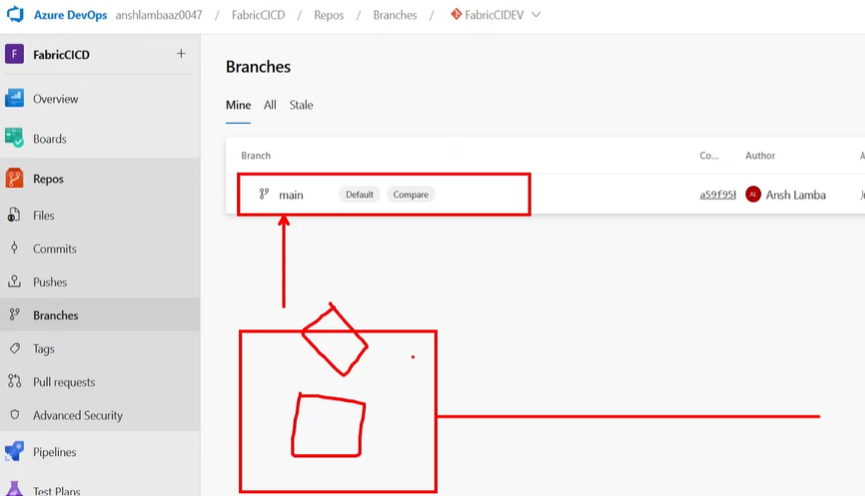 Azure DevOps anshlambaaz0047 / FabricCICD / Repos / Branches / FabricCIDEV
F FabricCICD +
Overview
Boards
Repos
Files
Commits
Pushes
Branches
Tags
Pull requests
Advanced Security
Pipelines
Test Plans
Branches
Mine All Stale
Branch Co... Author
main Default Compare AL Ansh Lamba